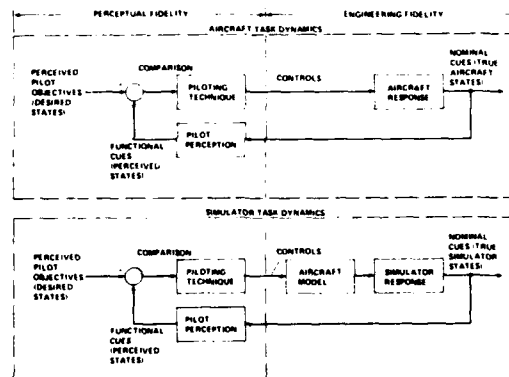 PERCEPTUAL FIDELITY
ENGINEERING FIDELITY
AIRCRAFT TASK DYNAMICS
PERCEIVED
PILOT
OBJECTIVES
(DESIRED
STATES)
COMPARISON
PILOTING
TECHNIQUE
CONTROLS
AIRCRAFT
RESPONSE
NOMINAL
CUES (TRUE
AIRCRAFT
STATES)
FUNCTIONAL
CUES
(PERCEIVED
STATES)
PILOT
PERCEPTION
SIMULATOR TASK DYNAMICS
PERCEIVED
PILOT
OBJECTIVES
(DESIRED
STATES)
COMPARISON
PILOTING
TECHNIQUE
CONTROLS
AIRCRAFT
MODEL
SIMULATOR
RESPONSE
NOMINAL
CUES (TRUE
SIMULATOR
STATES)
FUNCTIONAL
CUES
(PERCEIVED
STATES)
PILOT
PERCEPTION